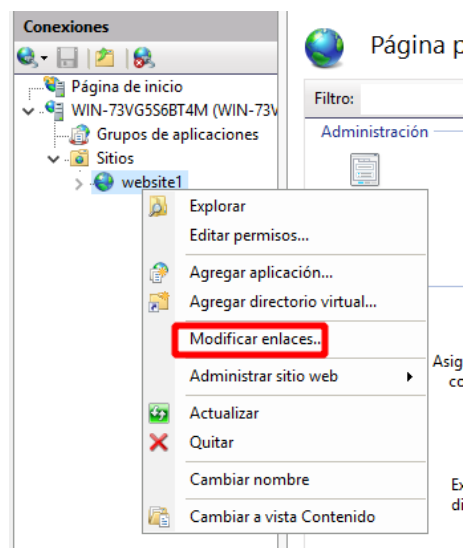 Conexiones
Página de inicio
WIN-73VG5S6BT4M (WIN-73V
Grupos de aplicaciones
Sitios
website1
Explorar
Editar permisos...
Agregar aplicación...
Agregar directorio virtual...
Modificar enlaces...
Administrar sitio web
Actualizar
Quitar
Cambiar nombre
Cambiar a vista Contenido
Página p
Filtro:
Administración
Asig
co
Ex
di